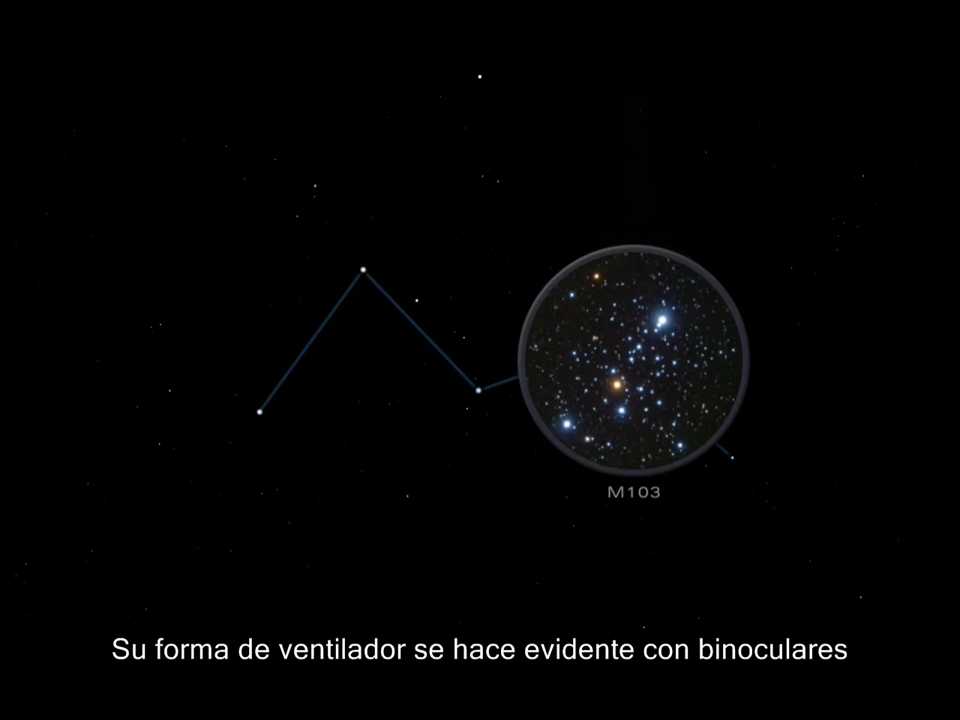 M103
Su forma de ventilador se hace evidente con binoculares